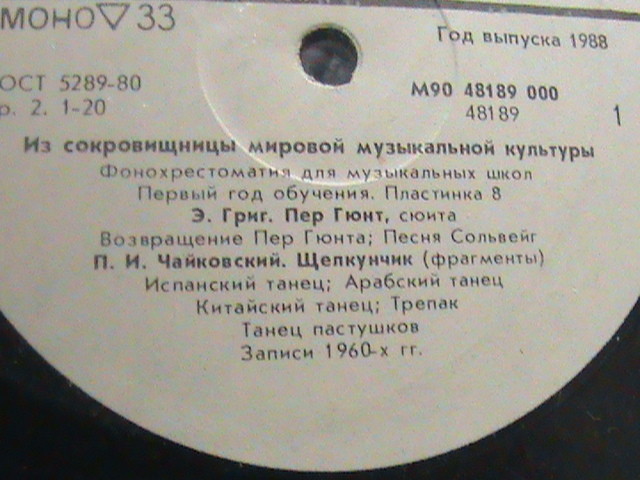 МОНО ▽ 33
Год выпуска 1988
ОСТ 5289-80
М90 48189 000
р. 2. 1-20
48189
1
Из сокровищницы мировой музыкальной культуры
Фонохрестоматия для музыкальных школ
Первый год обучения. Пластинка 8
Э. Григ. Пер Гюнт, сюита
Возвращение Пер Гюнта; Песня Сольвейг
П. И. Чайковский. Щелкунчик (фрагменты)
Испанский танец; Арабский танец
Китайский танец; Трепак
Танец пастушков
Записи 1960-х гг.